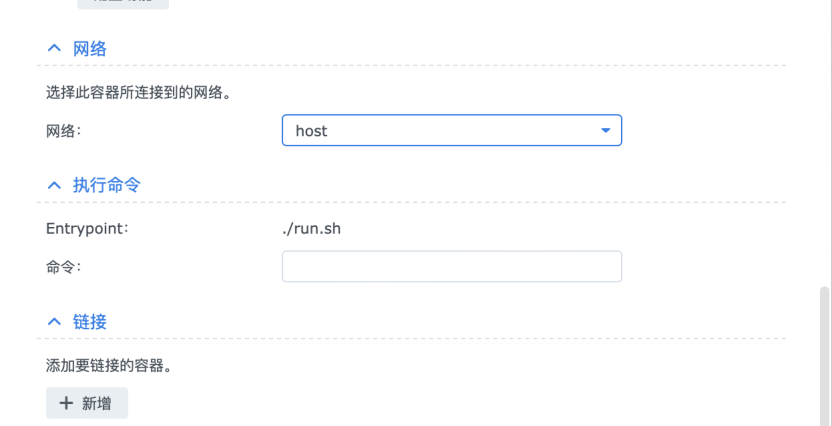 网络
选择此容器所连接到的网络。
网络:
host
执行命令
Entrypoint:
./run.sh
命令:
链接
添加要链接的容器。
新增